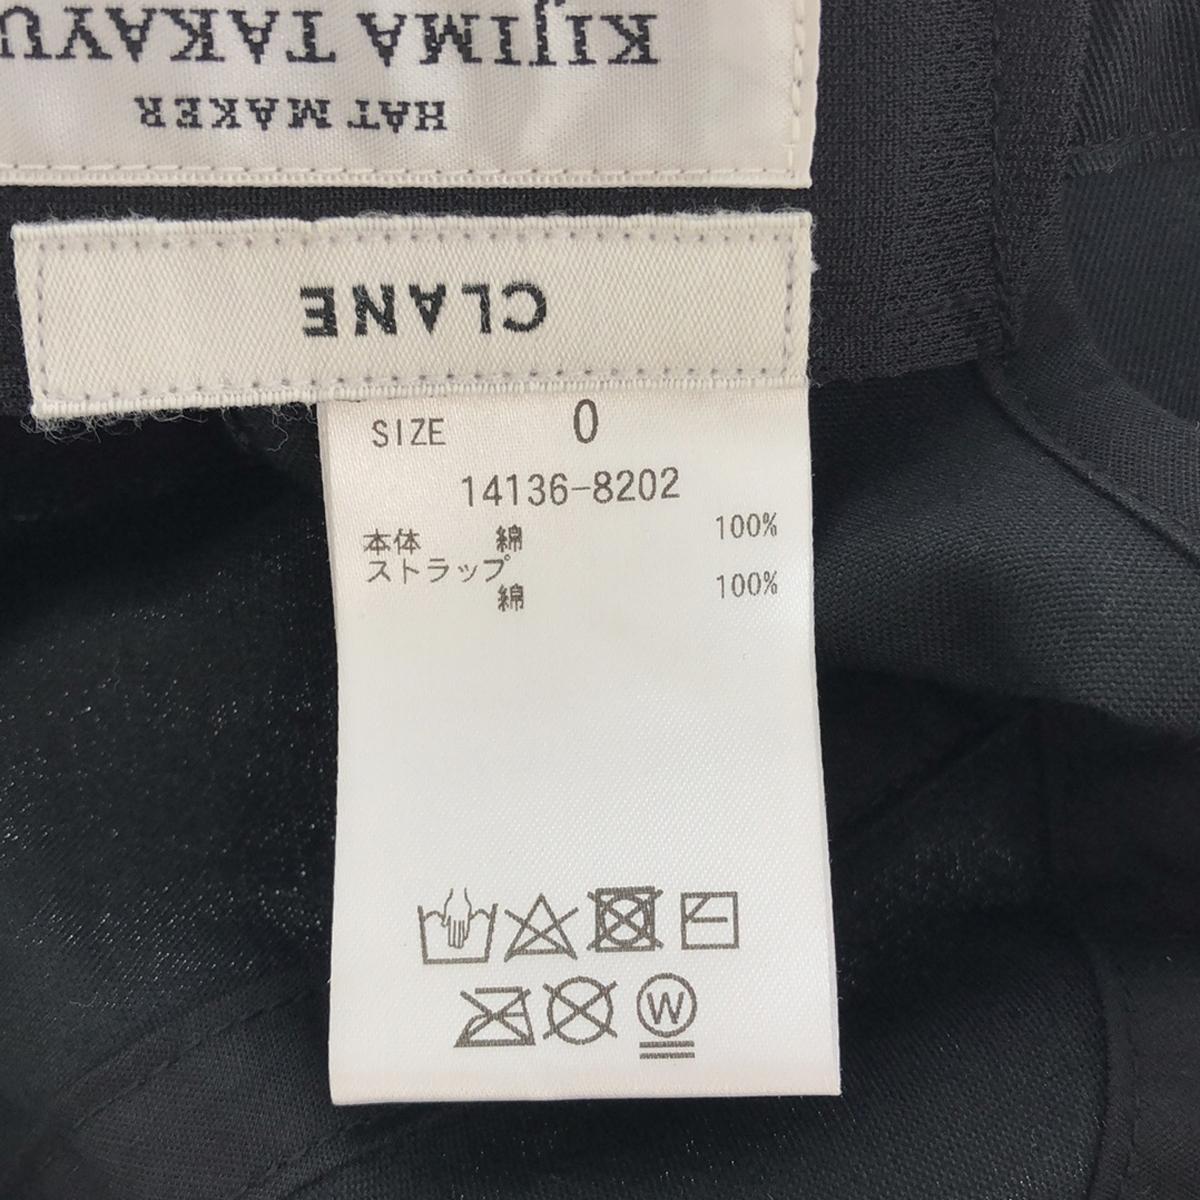 KIJIMA TAKAYU
HAT MAKER
CLANE
SIZE 0
14136-8202
本体 綿 100%
ストラップ
綿 100%
W